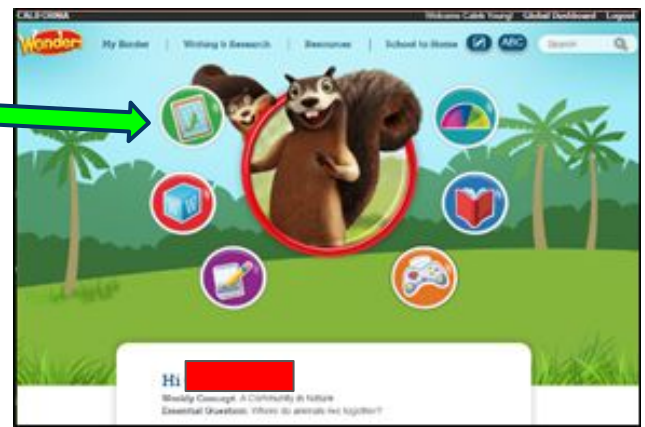 CALIFORNIA
Welcome Caleb Young! Global Dashboard Logout
Wonders My Binder | Writing & Research | Resources | School to Home ABC Search
W
Hi
Weekly Concept: A Community in Nature
Essential Question: Where do animals live together?